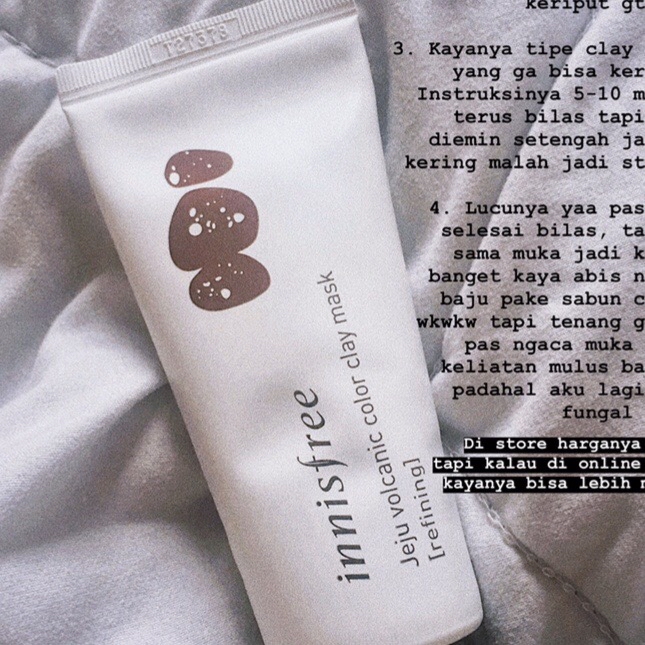 keriput gt
3. Kayanya tipe clay
yang ga bisa ker
Instruksinya 5-10 m
terus bilas tapi
diemin setengah ja
kering malah jadi st
4. Lucunya yaa pas
selesai bilas, ta
sama muka jadi k
banget kaya abis n
baju pake sabun c
wkwkw tapi tenang g
pas ngaca muka
keliatan mulus ba
padahal aku lagi
fungal
Di store harganya
tapi kalau di online
kayanya bisa lebih
innisfree
Jeju volcanic color clay mask
[refining]